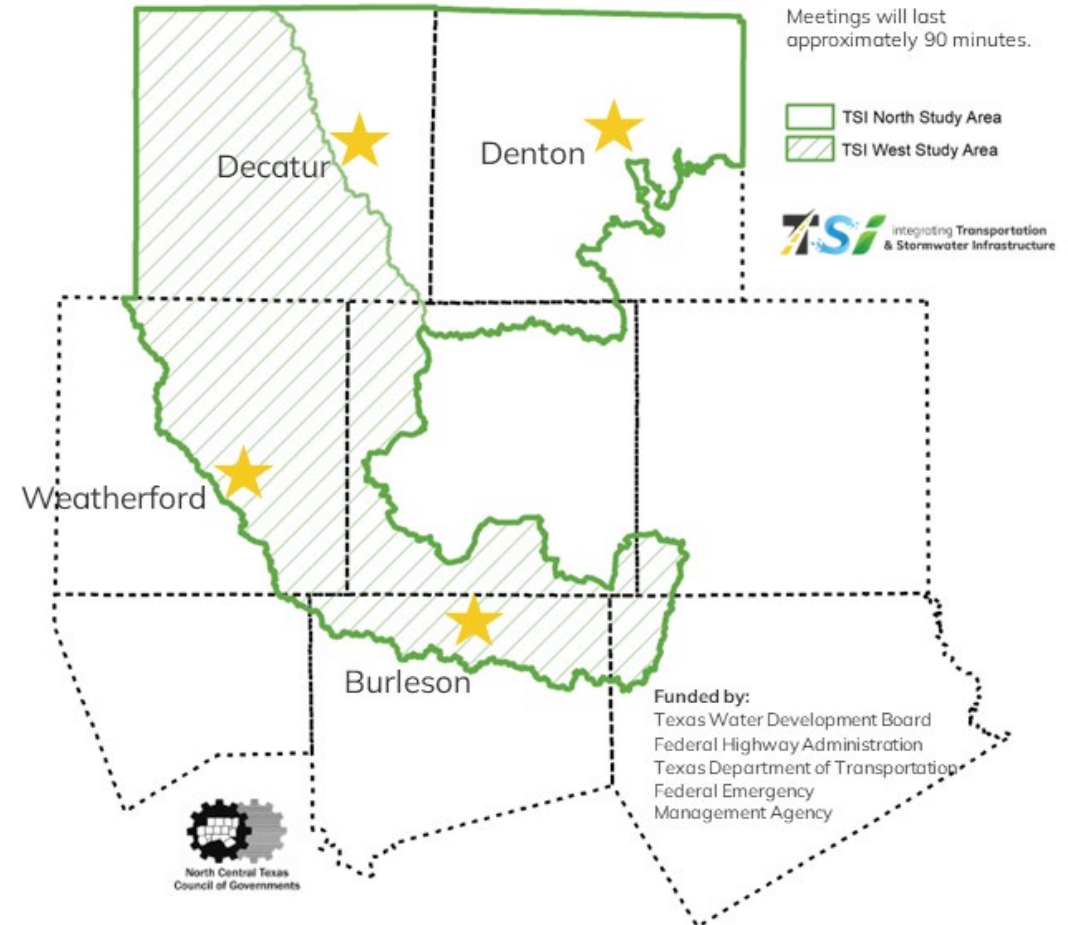 Meetings will last
approximately 90 minutes.
TSI North Study Area
TSI West Study Area
TSI integrating Transportation
& Stormwater Infrastructure
Decatur
Denton
Weatherford
Burleson
Funded by:
Texas Water Development Board
Federal Highway Administration
Texas Department of Transportation
Federal Emergency
Management Agency
North Central Texas
Council of Governments